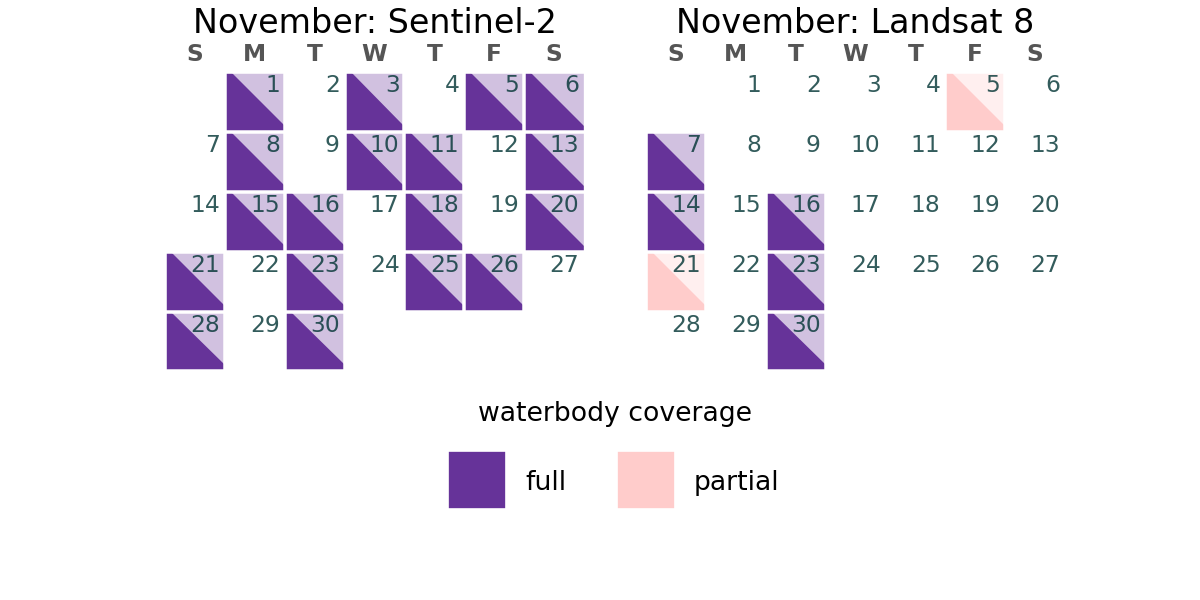 November: Sentinel-2
S M T W T F S
1 2 3 4 5 6
7 8 9 10 11 12 13
14 15 16 17 18 19 20
21 22 23 24 25 26 27
28 29 30
November: Landsat 8
S M T W T F S
1 2 3 4 5 6
7 8 9 10 11 12 13
14 15 16 17 18 19 20
21 22 23 24 25 26 27
28 29 30
waterbody coverage
full partial